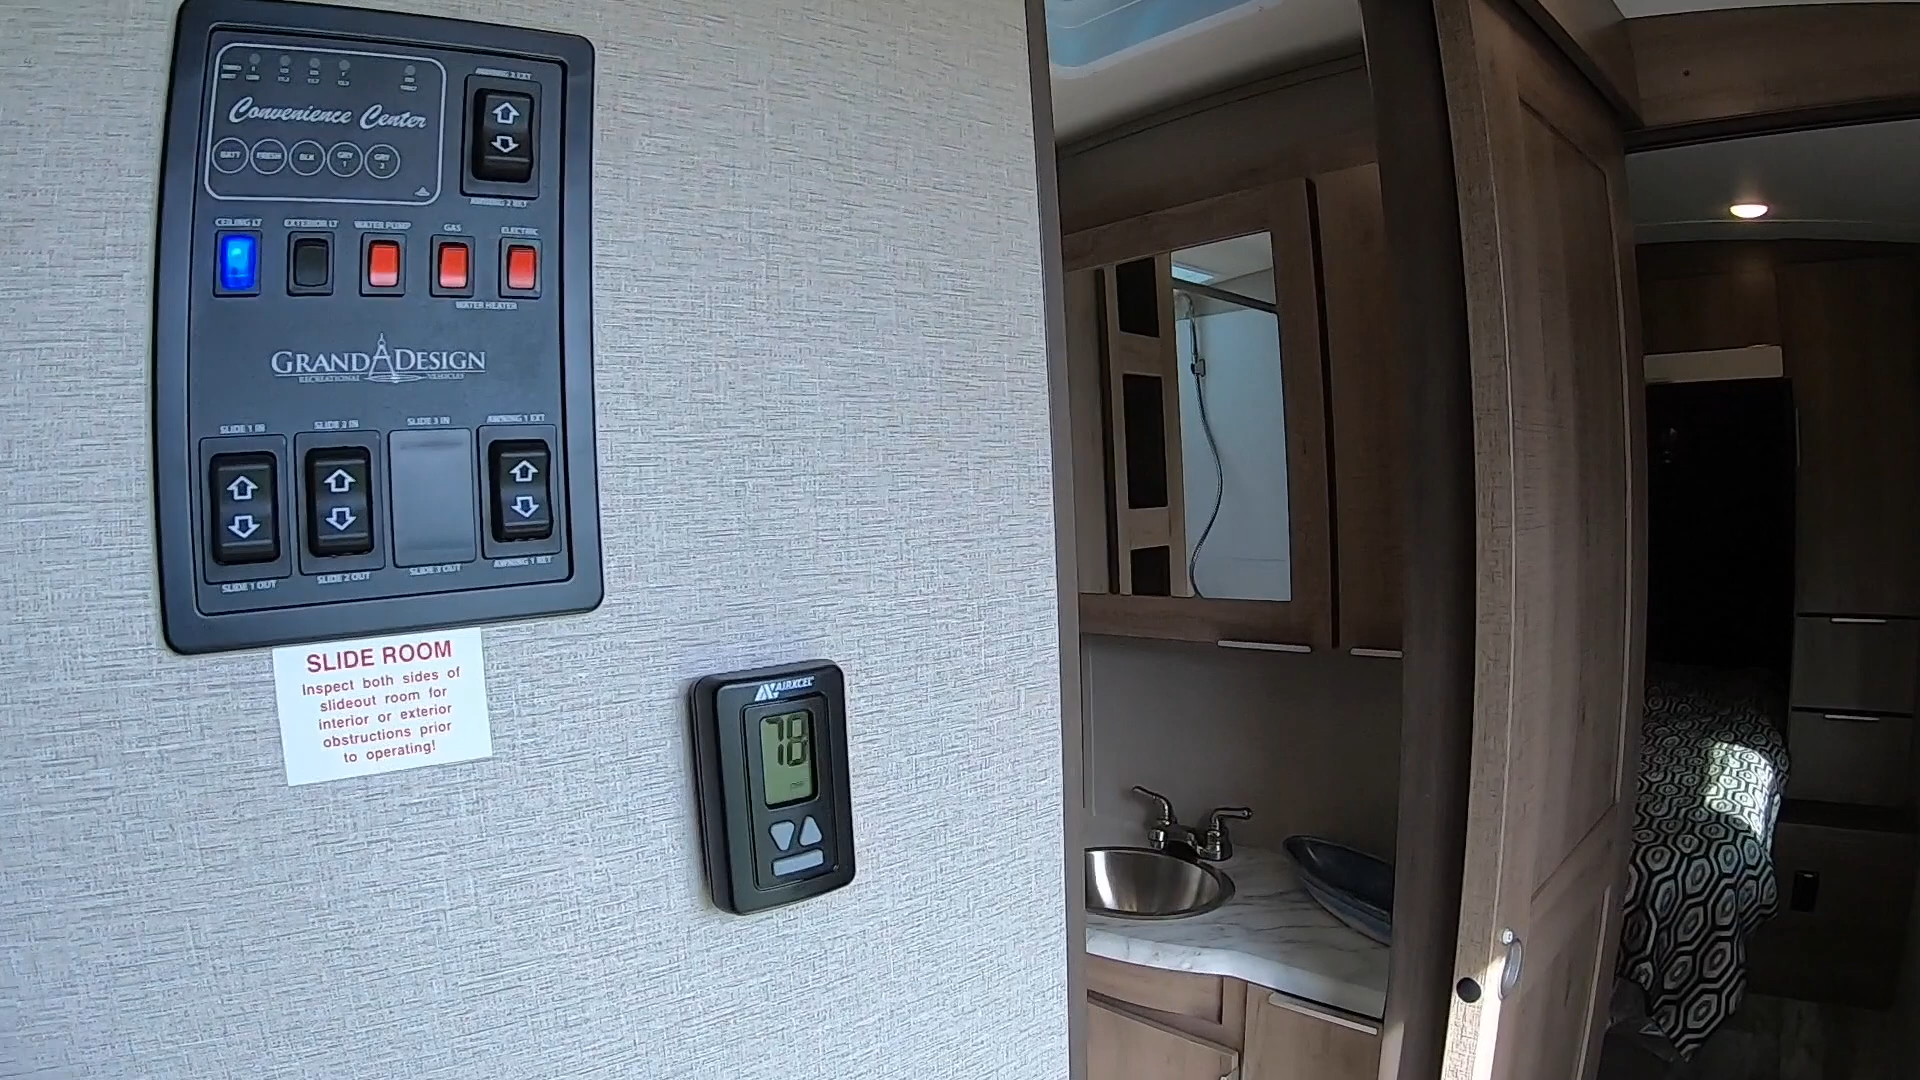 Convenience Center
BATT FRESH BLK GRY 1 GRY 2
AWNING 2 EXT
AWNING 2 RET
CEILING LT EXTERIOR LT WATER PUMP GAS ELECTRIC
WATER HEATER
GRAND DESIGN
RECREATIONAL VEHICLES
SLIDE 1 IN SLIDE 2 IN SLIDE 3 IN AWNING 1 EXT
SLIDE 1 OUT SLIDE 2 OUT SLIDE 3 OUT AWNING 1 RET
SLIDE ROOM
Inspect both sides of
slideout room for
interior or exterior
obstructions prior
to operating!
AIRXCEL
78